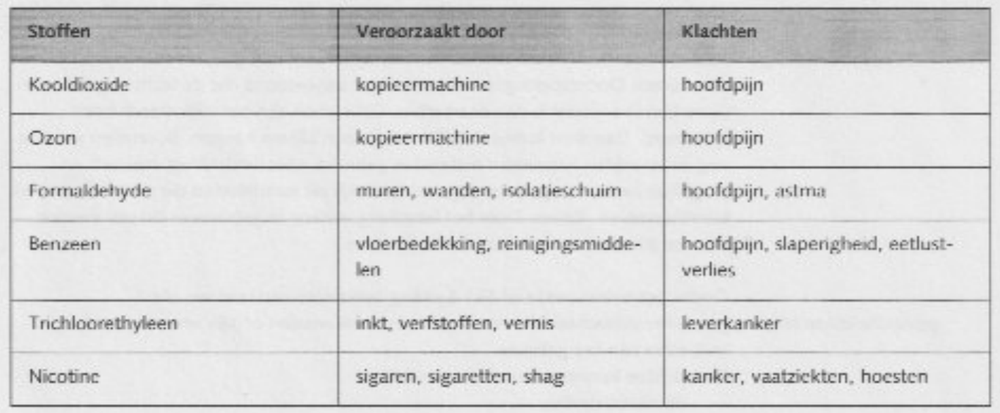 Stoffen Veroorzaakt door Klachten
Kooldioxide kopieermachine hoofdpijn
Ozon kopieermachine hoofdpijn
Formaldehyde muren, wanden, isolatieschuim hoofdpijn, astma
Benzeen vloerbedekking, reinigingsmidde- hoofdpijn, slaperigheid, eetlust-
len verlies
Trichloorethyleen inkt, verfstoffen, vernis leverkanker
Nicotine sigaren, sigaretten, shag kanker, vaatziekten, hoesten